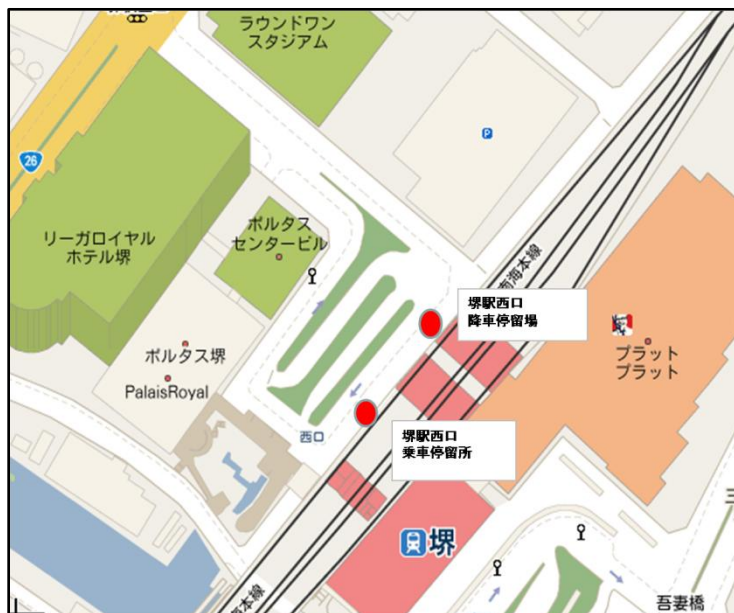 ラウンドワン
スタジアム
26
P
リーガロイヤル
ホテル堺
ポルタス
センタービル
南海本線
堺駅西口
降車停留場
プラット
プラット
ポルタス堺
PalaisRoyal
西口
堺駅西口
乗車停留所
堺
吾妻橋